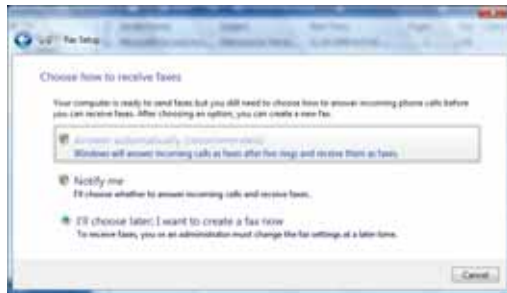 Fax Setup
Choose how to receive faxes
Your computer is ready to send faxes but you still need to choose how to answer incoming phone calls before
you can receive faxes. After choosing an option, you can create a new fax.
Answer automatically (recommended)
Windows will answer incoming calls as faxes after five rings and receive them as faxes.
Notify me
I'll choose whether to answer incoming calls and receive faxes.
I'll choose later; I want to create a fax now
To receive faxes, you or an administrator must change the fax settings at a later time.
Cancel